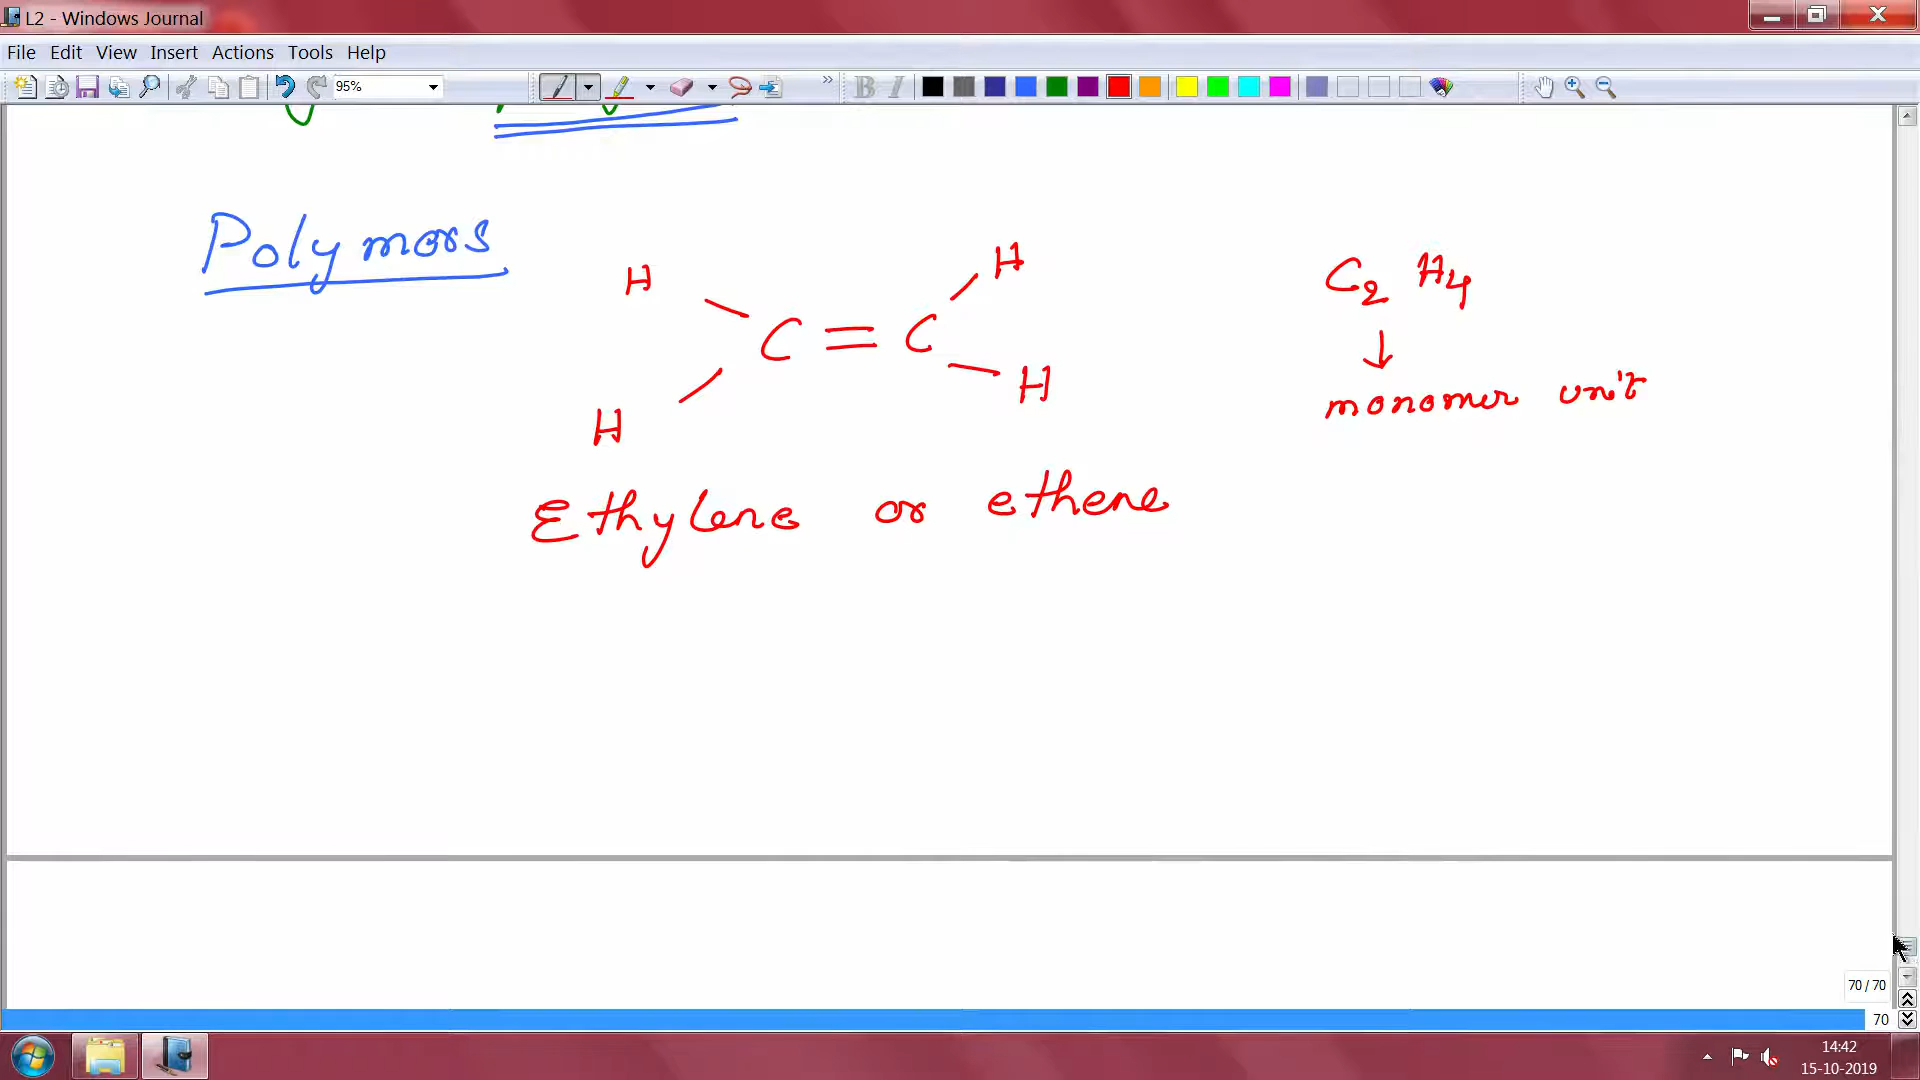 L2 - Windows Journal
File Edit View Insert Actions Tools Help
95%
Polymers
H H
C = C
H H
C2 H4
↓
monomer unit
Ethylene or ethene
70 / 70
70
14:42
15-10-2019